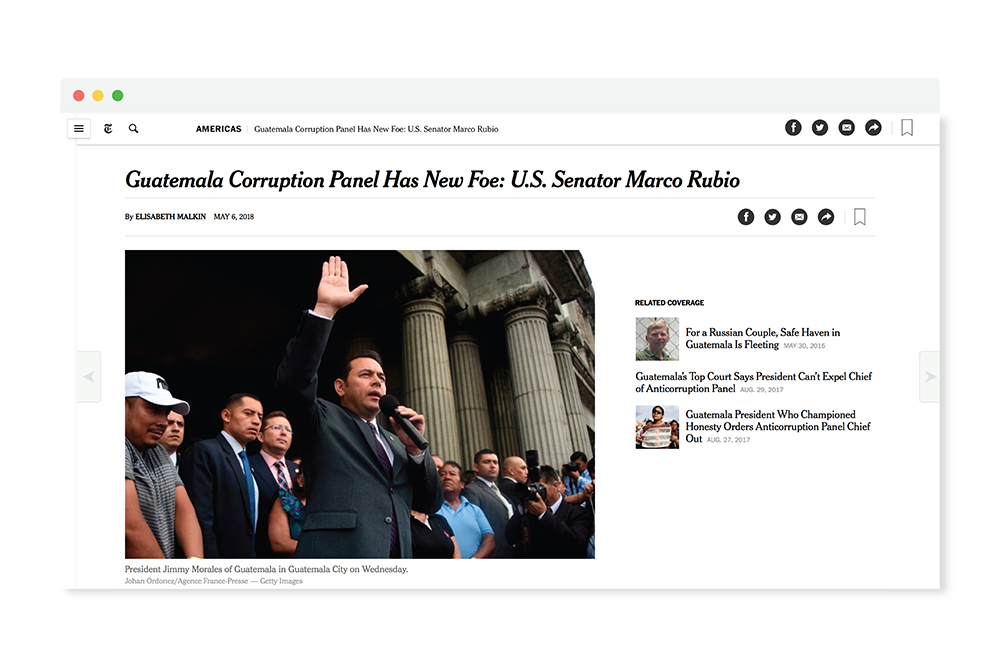 AMERICAS Guatemala Corruption Panel Has New Foe: U.S. Senator Marco Rubio
Guatemala Corruption Panel Has New Foe: U.S. Senator Marco Rubio
By ELISABETH MALKIN MAY 6, 2018
RELATED COVERAGE
For a Russian Couple, Safe Haven in
Guatemala Is Fleeting MAY 30, 2016
Guatemala's Top Court Says President Can't Expel Chief
of Anticorruption Panel AUG. 29, 2017
Guatemala President Who Championed
Honesty Orders Anticorruption Panel Chief
Out AUG. 27, 2017
President Jimmy Morales of Guatemala in Guatemala City on Wednesday.
Johan Ordonez/Agence France-Presse — Getty Images